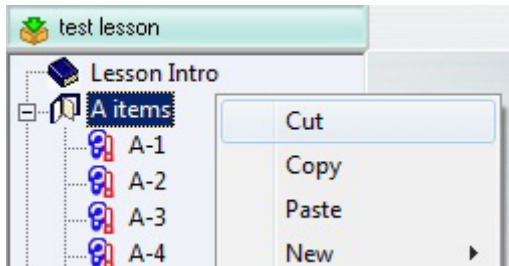 test lesson
Lesson Intro
A items
A-1
A-2
A-3
A-4
Cut
Copy
Paste
New